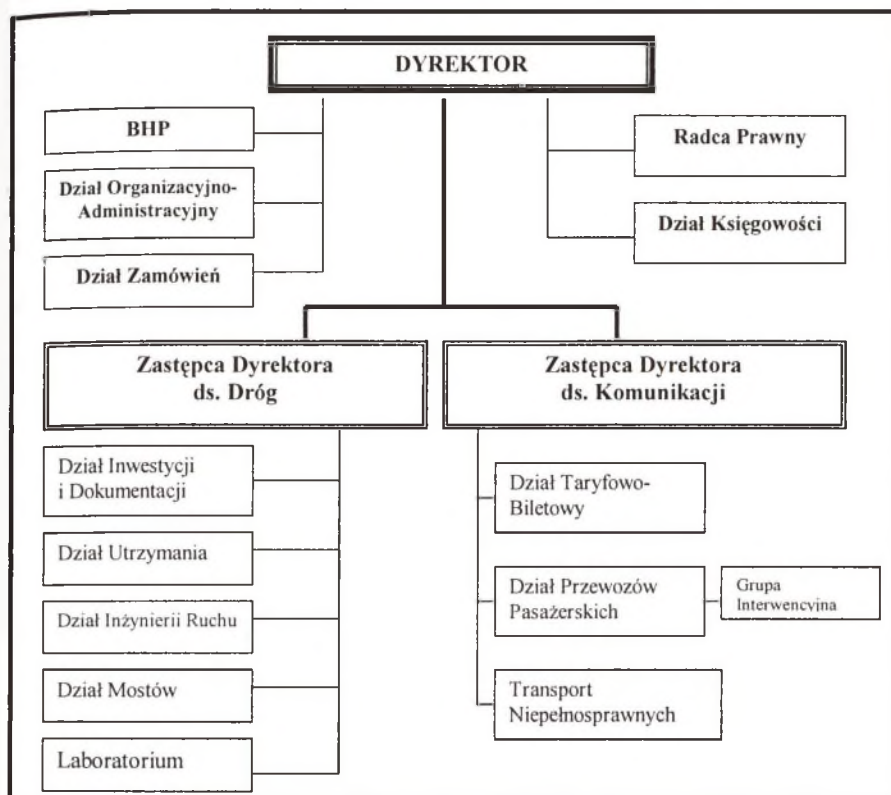 DYREKTOR
BHP
Dział Organizacyjno-
Administracyjny
Dział Zamówień
Radca Prawny
Dział Księgowości
Zastępca Dyrektora
ds. Dróg
Zastępca Dyrektora
ds. Komunikacji
Dział Inwestycji
i Dokumentacji
Dział Utrzymania
Dział Inżynierii Ruchu
Dział Mostów
Laboratorium
Dział Taryfowo-
Biletowy
Dział Przewozów
Pasażerskich
Grupa
Interwencyjna
Transport
Niepełnosprawnych